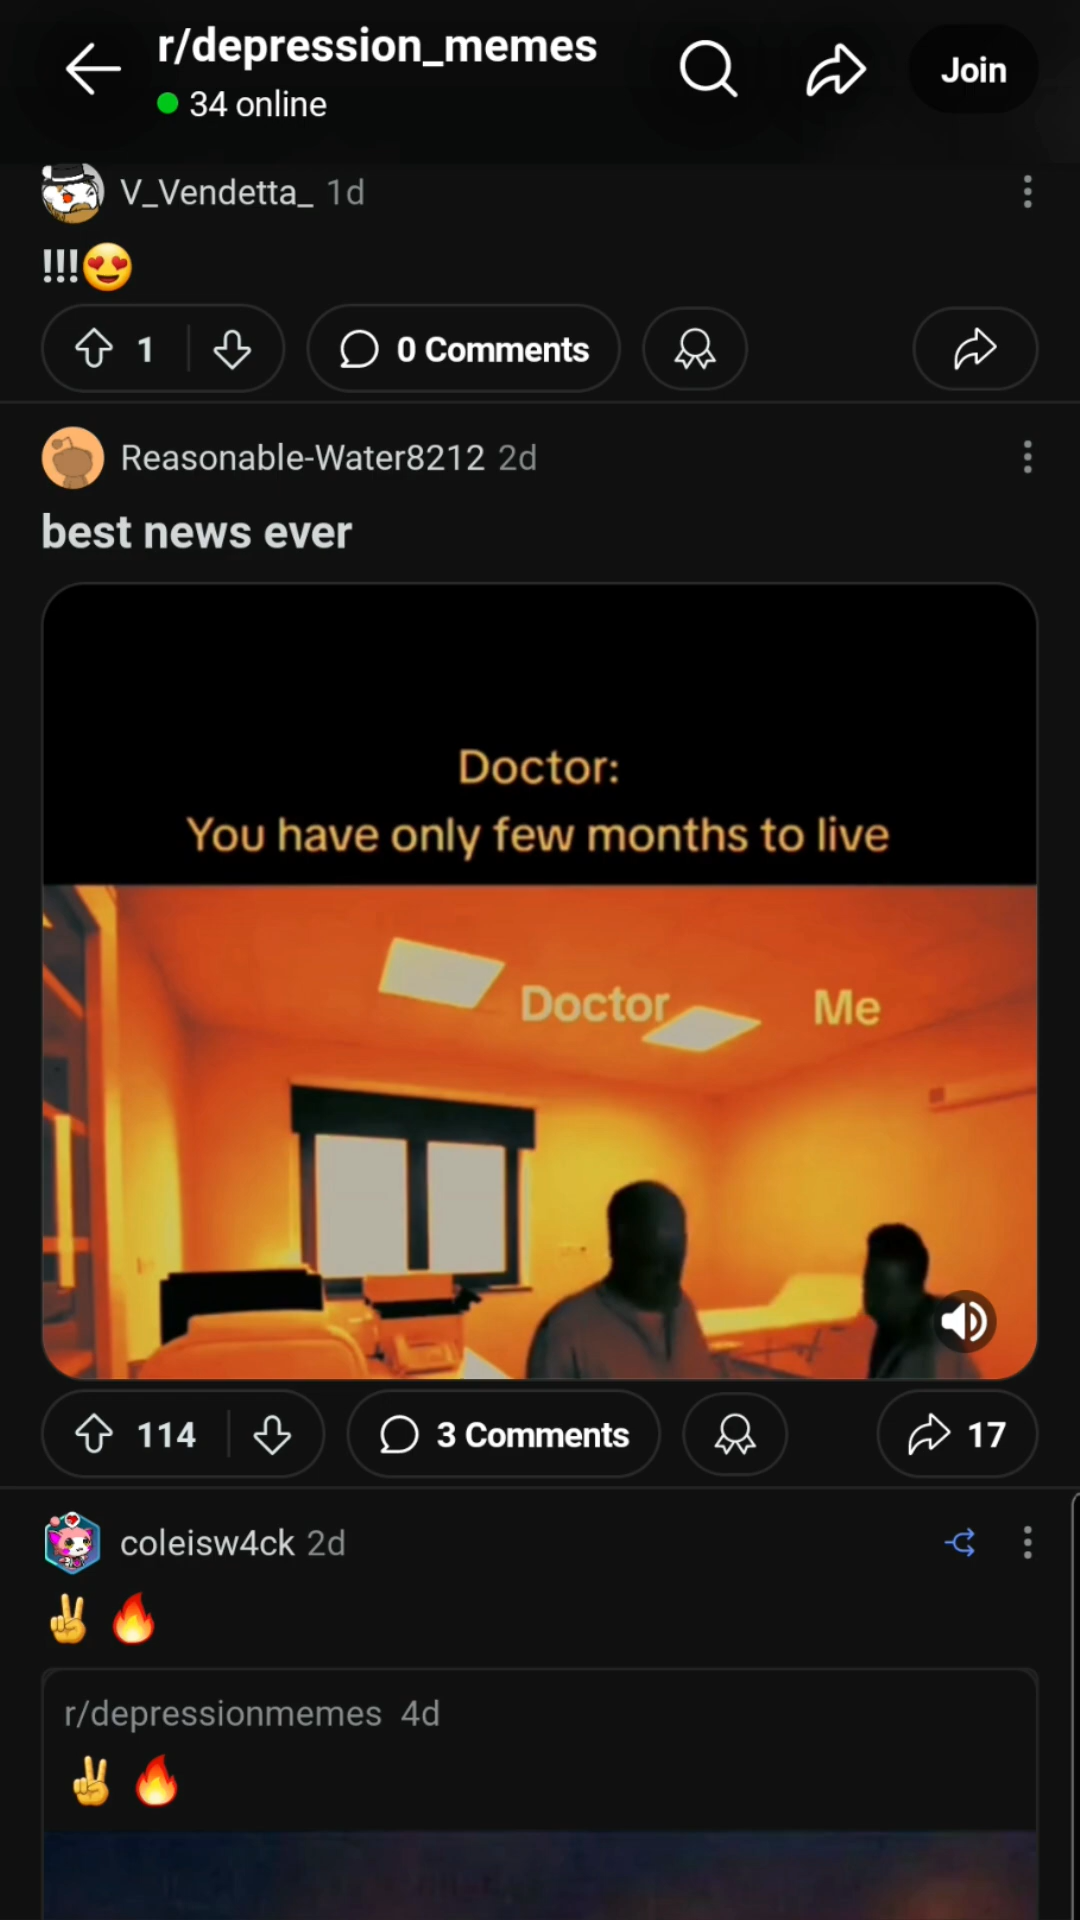 r/depression_memes
34 online
Join
V_Vendetta_ 1d
!!!😍
1
0 Comments
Reasonable-Water8212 2d
best news ever
Doctor:
You have only few months to live
Doctor
Me
114
3 Comments
17
coleisw4ck 2d
✌️ 🔥
r/depressionmemes 4d
✌️ 🔥